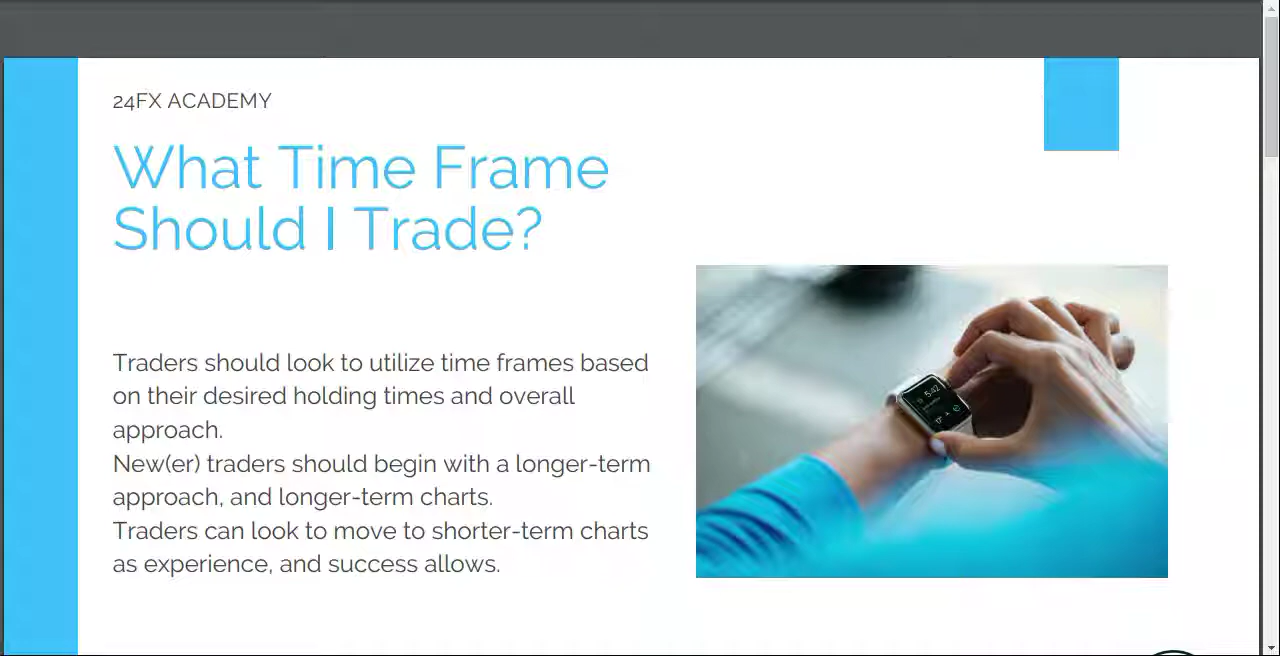 24FX ACADEMY
What Time Frame
Should I Trade?
Traders should look to utilize time frames based
on their desired holding times and overall
approach.
New(er) traders should begin with a longer-term
approach, and longer-term charts.
Traders can look to move to shorter-term charts
as experience, and success allows.
5:42